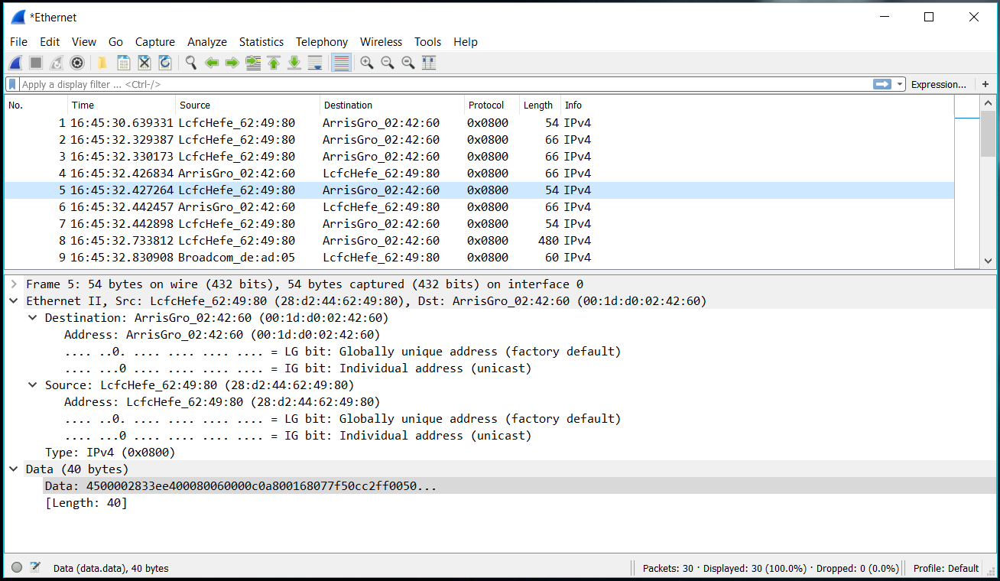 *Ethernet
File Edit View Go Capture Analyze Statistics Telephony Wireless Tools Help
Apply a display filter ... <Ctrl-/> Expression... +
No. Time Source Destination Protocol Length Info
1 16:45:30.639331 LcfcHefe_62:49:80 ArrisGro_02:42:60 0x0800 54 IPv4
2 16:45:32.329387 LcfcHefe_62:49:80 ArrisGro_02:42:60 0x0800 66 IPv4
3 16:45:32.330173 LcfcHefe_62:49:80 ArrisGro_02:42:60 0x0800 66 IPv4
4 16:45:32.426834 ArrisGro_02:42:60 LcfcHefe_62:49:80 0x0800 66 IPv4
5 16:45:32.427264 LcfcHefe_62:49:80 ArrisGro_02:42:60 0x0800 54 IPv4
6 16:45:32.442457 ArrisGro_02:42:60 LcfcHefe_62:49:80 0x0800 66 IPv4
7 16:45:32.442898 LcfcHefe_62:49:80 ArrisGro_02:42:60 0x0800 54 IPv4
8 16:45:32.733812 LcfcHefe_62:49:80 ArrisGro_02:42:60 0x0800 480 IPv4
9 16:45:32.830908 Broadcom_de:ad:05 LcfcHefe_62:49:80 0x0800 60 IPv4
Frame 5: 54 bytes on wire (432 bits), 54 bytes captured (432 bits) on interface 0
Ethernet II, Src: LcfcHefe_62:49:80 (28:d2:44:62:49:80), Dst: ArrisGro_02:42:60 (00:1d:d0:02:42:60)
Destination: ArrisGro_02:42:60 (00:1d:d0:02:42:60)
Address: ArrisGro_02:42:60 (00:1d:d0:02:42:60)
.... ..0. .... .... .... .... = LG bit: Globally unique address (factory default)
.... ...0 .... .... .... .... = IG bit: Individual address (unicast)
Source: LcfcHefe_62:49:80 (28:d2:44:62:49:80)
Address: LcfcHefe_62:49:80 (28:d2:44:62:49:80)
.... ..0. .... .... .... .... = LG bit: Globally unique address (factory default)
.... ...0 .... .... .... .... = IG bit: Individual address (unicast)
Type: IPv4 (0x0800)
Data (40 bytes)
Data: 4500002833ee400080060000c0a800168077f50cc2ff0050...
[Length: 40]
Data (data.data), 40 bytes Packets: 30 · Displayed: 30 (100.0%) · Dropped: 0 (0.0%) Profile: Default